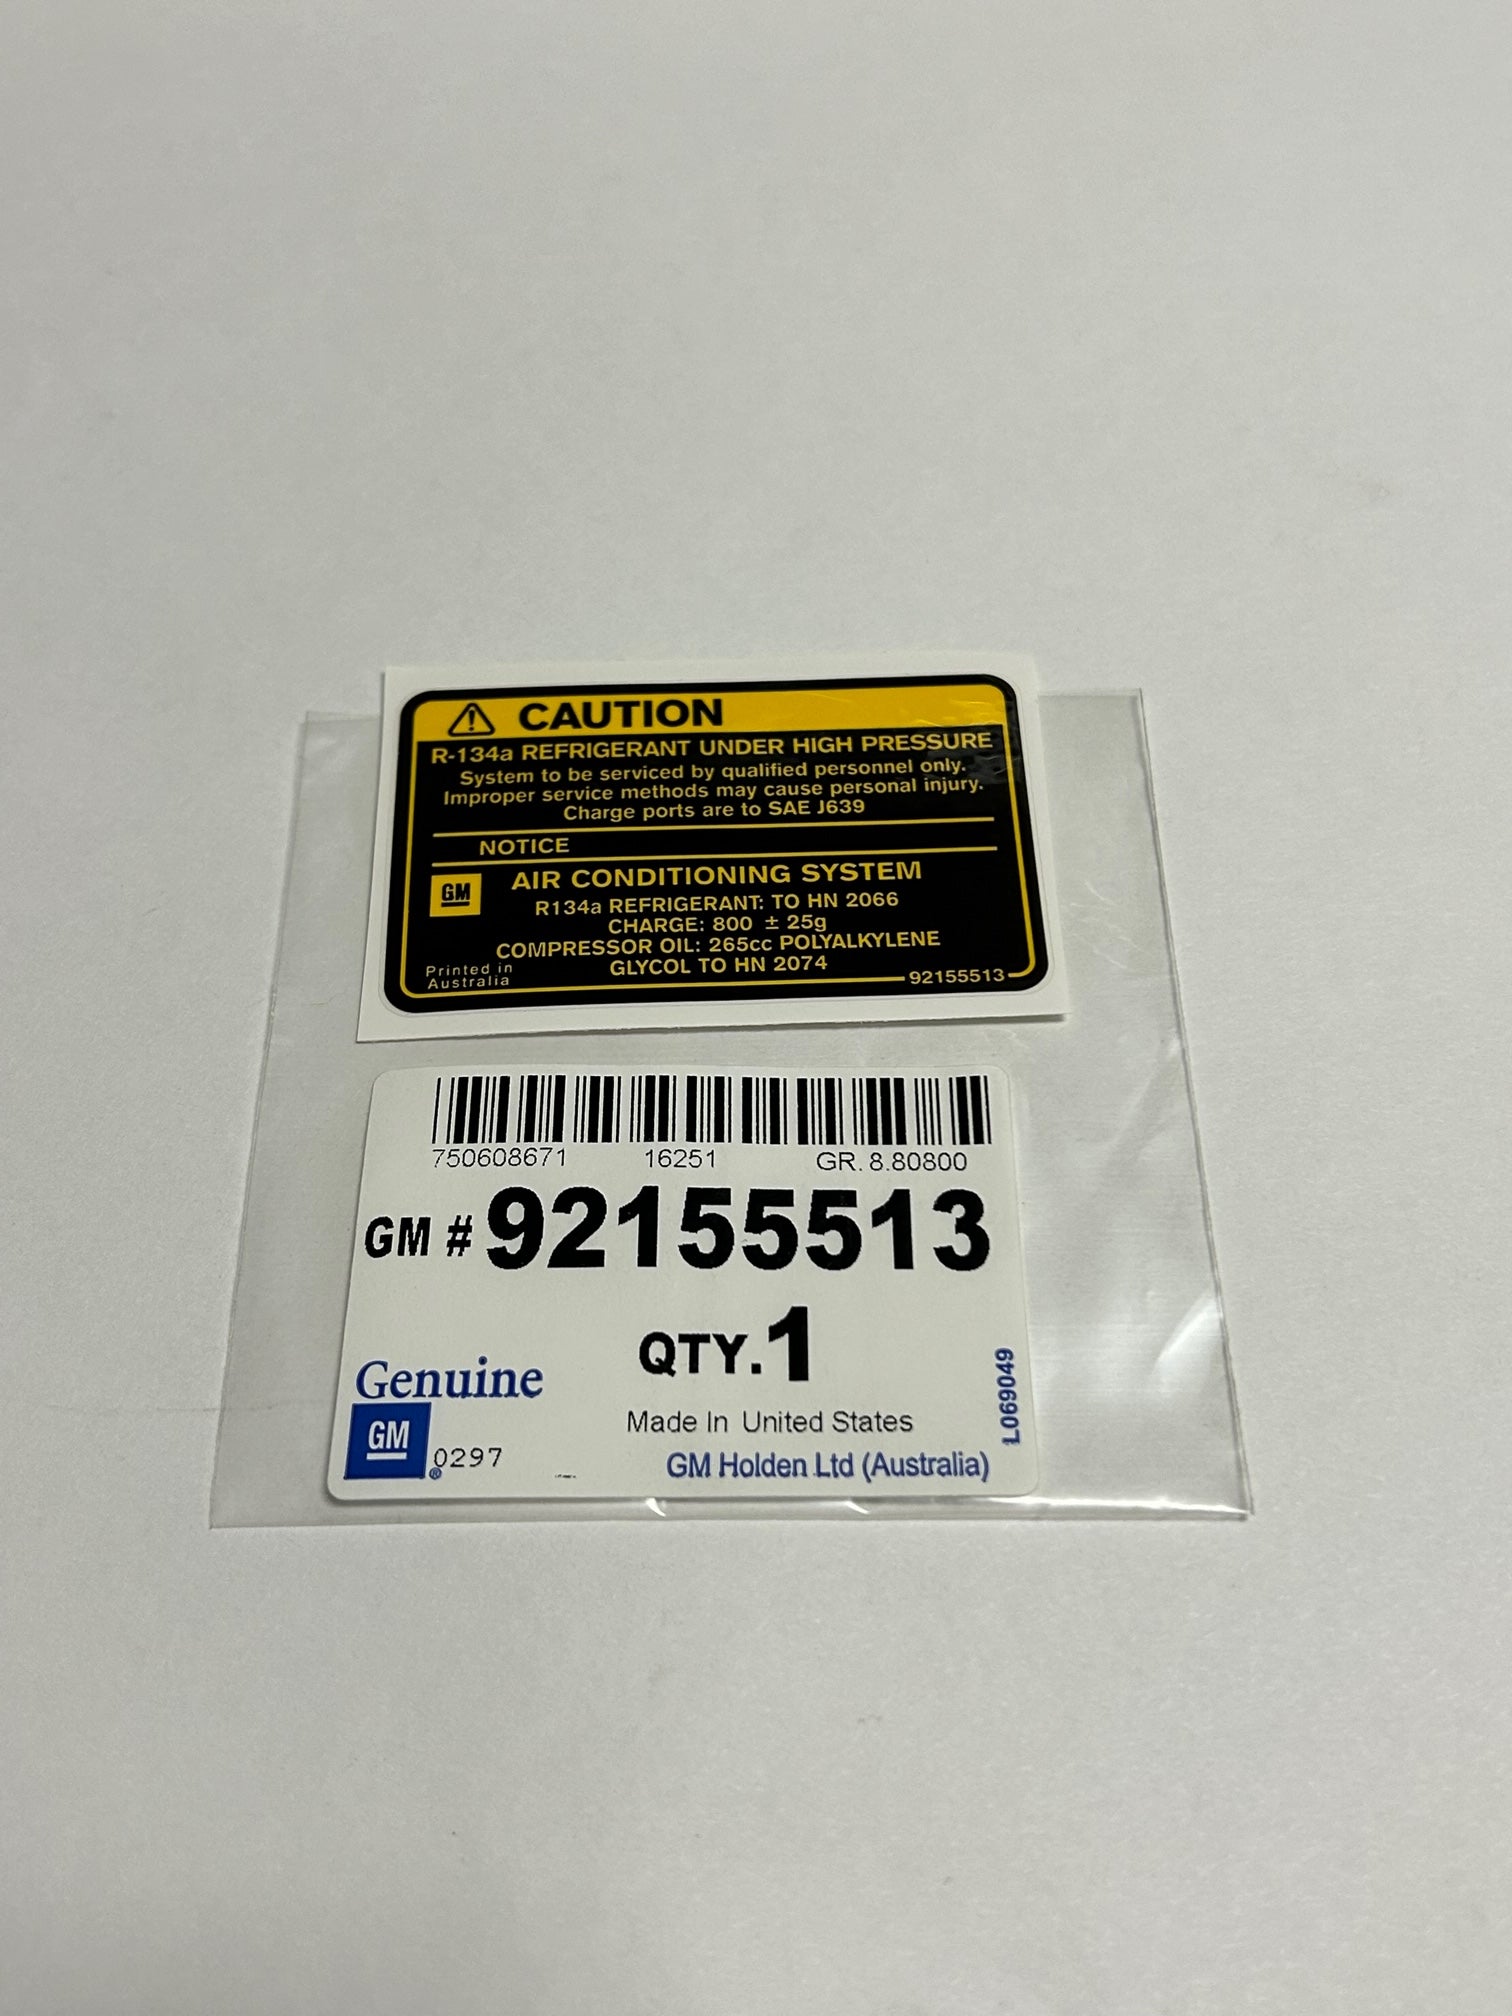 CAUTION
R-134a REFRIGERANT UNDER HIGH PRESSURE
System to be serviced by qualified personnel only.
Improper service methods may cause personal injury.
Charge ports are to SAE J639
NOTICE
GM AIR CONDITIONING SYSTEM
R134a REFRIGERANT: TO HN 2066
CHARGE: 800 ± 25g
COMPRESSOR OIL: 265cc POLYALKYLENE
GLYCOL TO HN 2074
Printed in
Australia
92155513
750608671 16251 GR. 8.80800
GM # 92155513
QTY.1
Genuine
GM
® 0297
Made In United States
GM Holden Ltd (Australia)
L069049